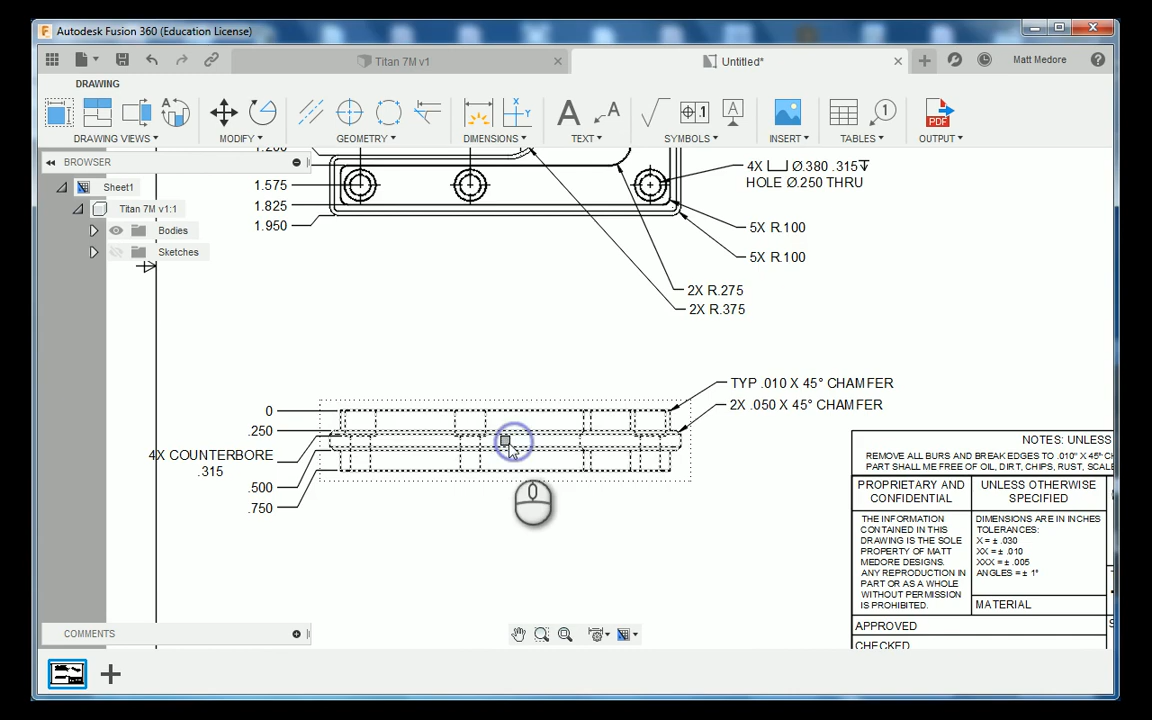 Autodesk Fusion 360 (Education License)
Titan 7M v1
Untitled*
Matt Medore
DRAWING
DRAWING VIEWS
MODIFY
GEOMETRY
DIMENSIONS
TEXT
SYMBOLS
INSERT
TABLES
OUTPUT
BROWSER
Sheet1
Titan 7M v1:1
Bodies
Sketches
1.200
1.575
1.825
1.950
4X ⌴ Ø.380 .315↧
HOLE Ø.250 THRU
5X R.100
5X R.100
2X R.275
2X R.375
TYP .010 X 45° CHAMFER
2X .050 X 45° CHAMFER
0
.250
4X COUNTERBORE
.315
.500
.750
NOTES: UNLESS
REMOVE ALL BURS AND BREAK EDGES TO .010" X 45° CH
PART SHALL ME FREE OF OIL, DIRT, CHIPS, RUST, SCALE
PROPRIETARY AND
CONFIDENTIAL
THE INFORMATION
CONTAINED IN THIS
DRAWING IS THE SOLE
PROPERTY OF MATT
MEDORE DESIGNS.
ANY REPRODUCTION IN
PART OR AS A WHOLE
WITHOUT PERMISSION
IS PROHIBITED.
UNLESS OTHERWISE
SPECIFIED
DIMENSIONS ARE IN INCHES
TOLERANCES:
X = ± .030
XX = ± .010
XXX = ± .005
ANGLES = ± 1°
MATERIAL
APPROVED
CHECKED
COMMENTS